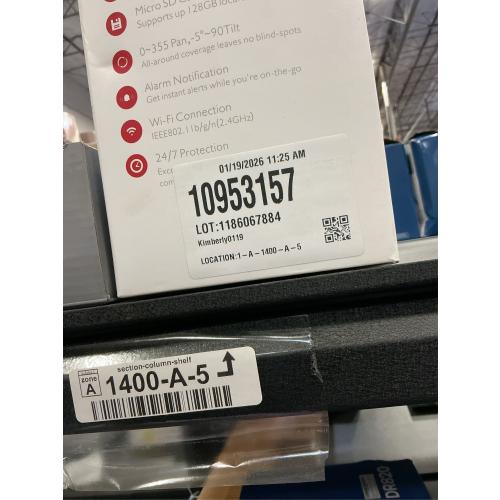 Micro SD
Supports up 128GB local
0~355 Pan,-5°~90Tilt
All-around coverage leaves no blind-spots
Alarm Notification
Get instant alerts while you're on-the-go
Wi-Fi Connection
IEEE802.11b/g/n(2.4GHz)
24/7 Protection
01/19/2026 11:25 AM
10953157
LOT:1186067884
Kimberly0119
LOCATION:1-A-1400-A-5
section-column-shelf
zone
A
1400-A-5
DR820